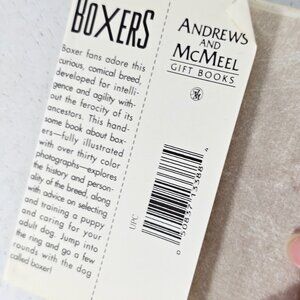 BOXERS
Boxer fans adore this
curious, comical breed,
developed for intelli-
gence and agility with-
out the ferocity of its
ancestors. This hand-
some book about box-
ers—fully illustrated
with over thirty color
photographs—explores
the history and person-
ality of the breed, along
with advice on selecting
and training a puppy
and caring for your
adult dog. Jump into
the ring and go a few
rounds with the dog
called boxer!
ANDREWS
AND
MCMEEL
GIFT BOOKS
UPC